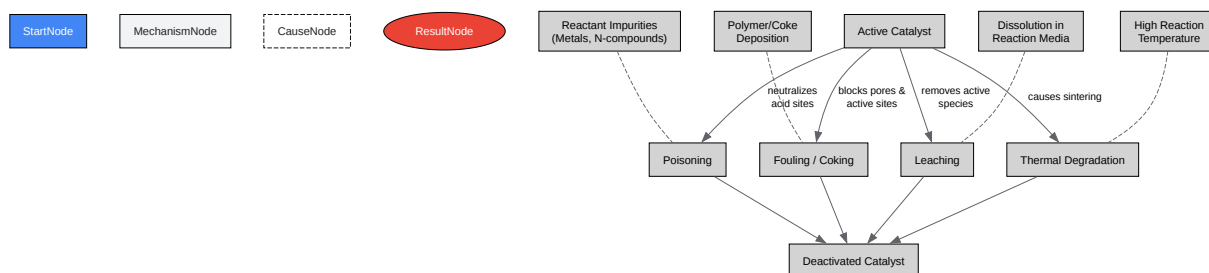 StartNode
MechanismNode
CauseNode
ResultNode
Reactant Impurities
(Metals, N-compounds)
Polymer/Coke
Deposition
Active Catalyst
Dissolution in
Reaction Media
High Reaction
Temperature
neutralizes
acid sites
blocks pores &
active sites
removes active
species
causes sintering
Poisoning
Fouling / Coking
Leaching
Thermal Degradation
Deactivated Catalyst